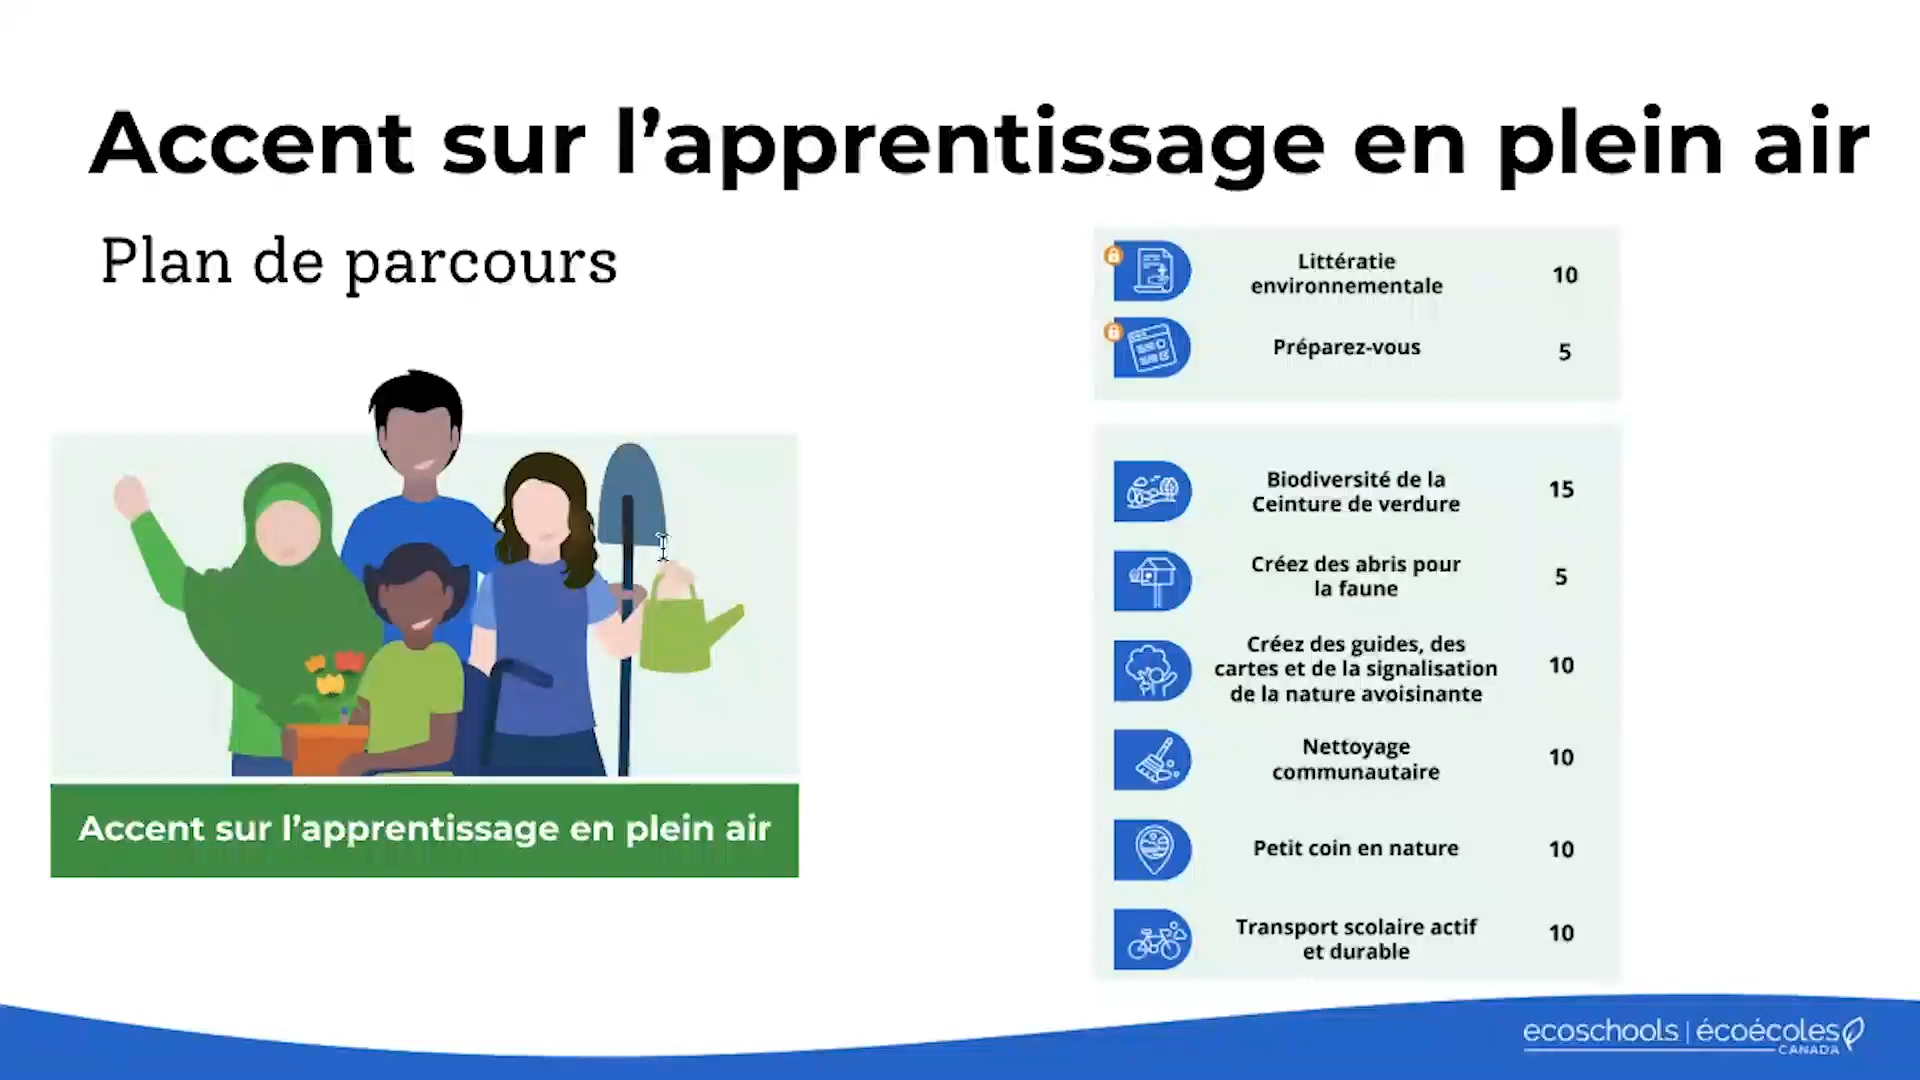 Accent sur l’apprentissage en plein air
Plan de parcours
Accent sur l’apprentissage en plein air
Littératie
environnementale
10
Préparez-vous
5
Biodiversité de la
Ceinture de verdure
15
Créez des abris pour
la faune
5
Créez des guides, des
cartes et de la signalisation
de la nature avoisinante
10
Nettoyage
communautaire
10
Petit coin en nature
10
Transport scolaire actif
et durable
10
ecoschools | écoécoles
CANADA